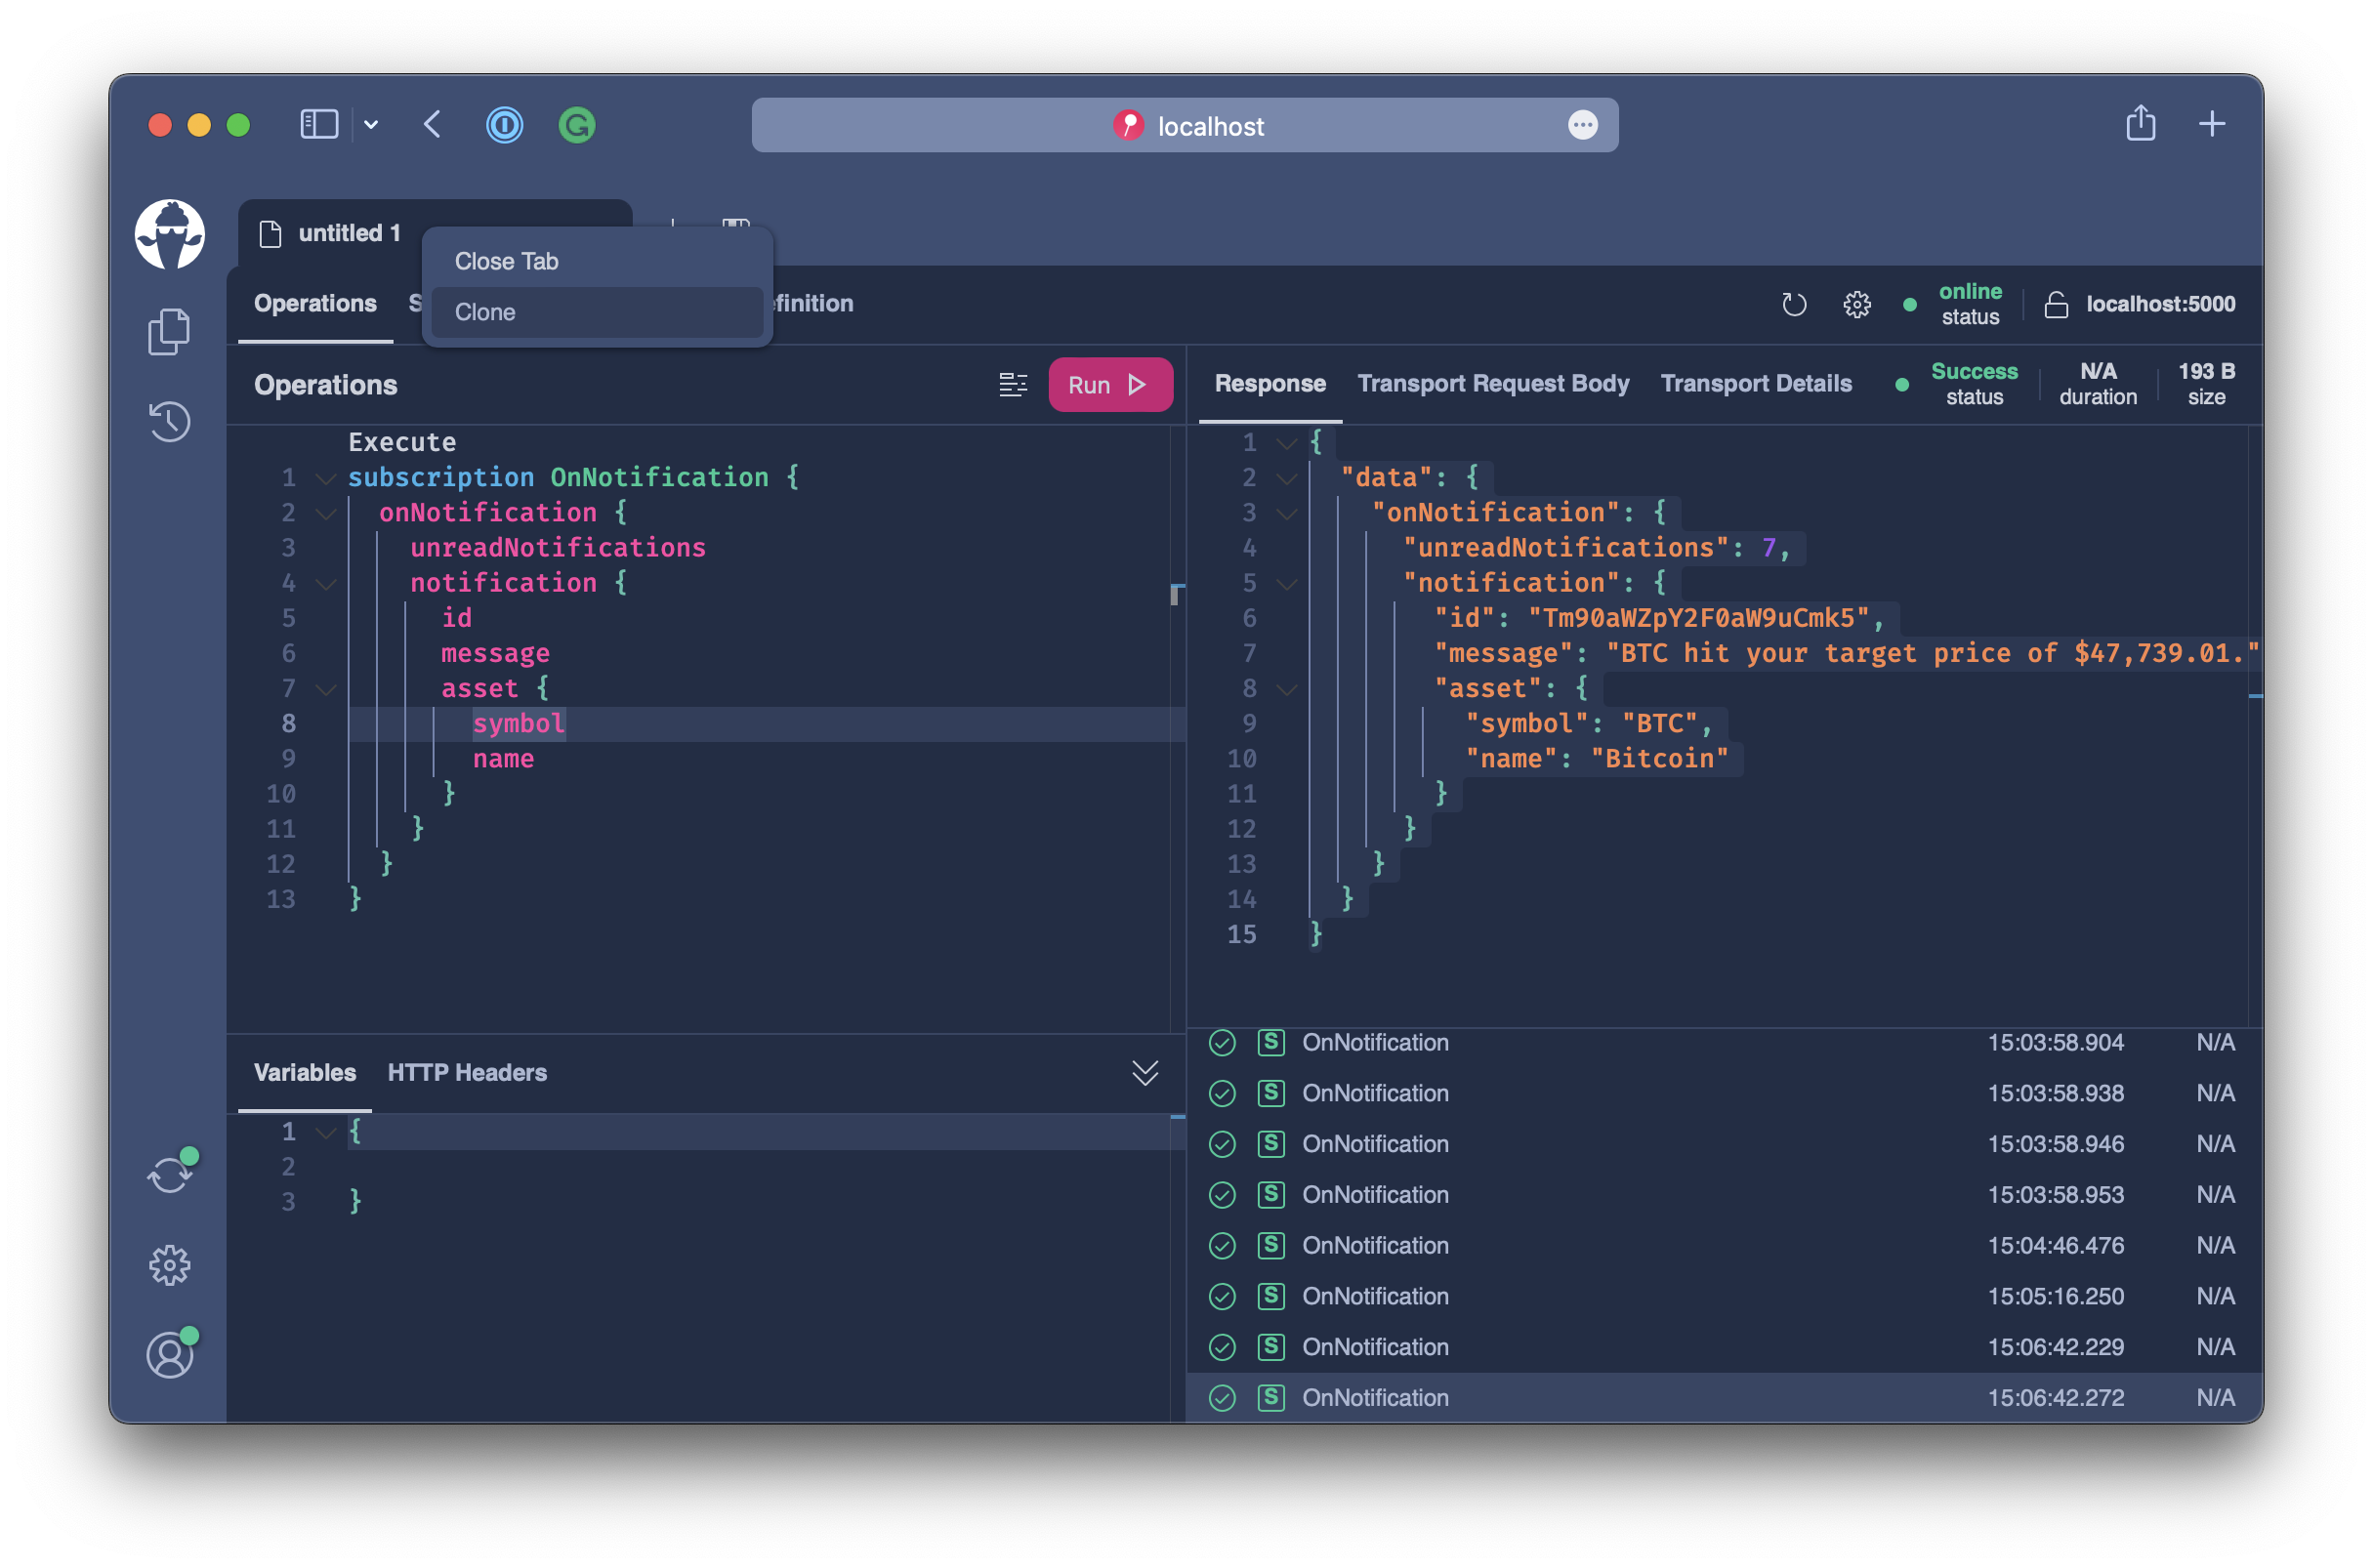 localhost
untitled 1
Close Tab
Clone
Operations
efinition
online
status
localhost:5000
Operations
Run
Response
Transport Request Body
Transport Details
Success
status
N/A
duration
193 B
size
Execute
1 subscription OnNotification {
2 onNotification {
3 unreadNotifications
4 notification {
5 id
6 message
7 asset {
8 symbol
9 name
10 }
11 }
12 }
13 }
1 {
2 "data": {
3 "onNotification": {
4 "unreadNotifications": 7,
5 "notification": {
6 "id": "Tm90aWZpY2F0aW9uCmk5",
7 "message": "BTC hit your target price of $47,739.01."
8 "asset": {
9 "symbol": "BTC",
10 "name": "Bitcoin"
11 }
12 }
13 }
14 }
15 }
Variables
HTTP Headers
1 {
2
3 }
S OnNotification 15:03:58.904 N/A
S OnNotification 15:03:58.938 N/A
S OnNotification 15:03:58.946 N/A
S OnNotification 15:03:58.953 N/A
S OnNotification 15:04:46.476 N/A
S OnNotification 15:05:16.250 N/A
S OnNotification 15:06:42.229 N/A
S OnNotification 15:06:42.272 N/A